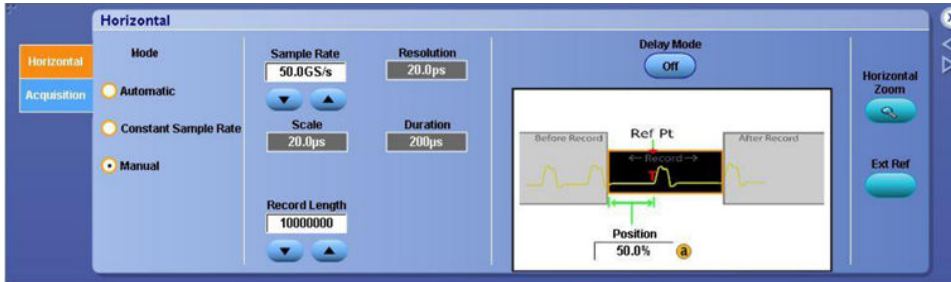 Horizontal
Horizontal
Acquisition
Mode
Automatic
Constant Sample Rate
Manual
Sample Rate
50.0GS/s
Scale
20.0µs
Record Length
10000000
Resolution
20.0ps
Duration
200µs
Delay Mode
Off
Before Record
Ref Pt
After Record
Record
T
Position
50.0%
a
Horizontal
Zoom
Ext Ref
X